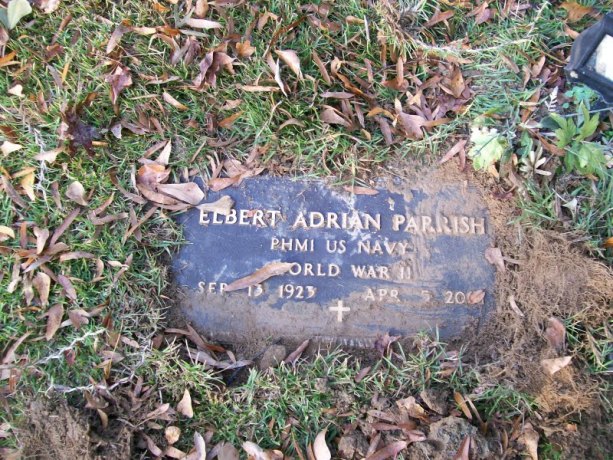 ELBERT ADRIAN PARRISH
PHM1 US NAVY
WORLD WAR II
SEP 13 1923 APR 5